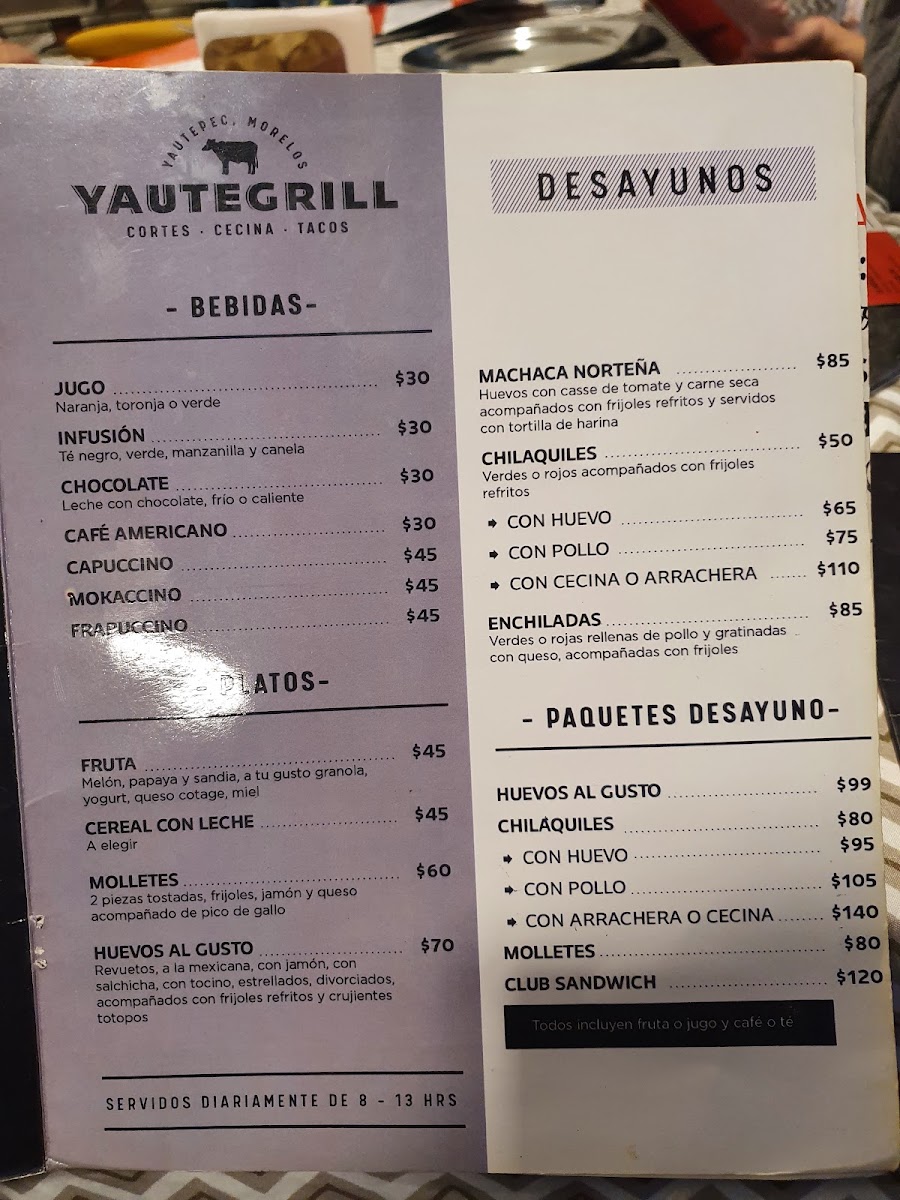 YAUTEPEC, MORELOS
YAUTEGRILL
CORTES · CECINA · TACOS
- BEBIDAS-
JUGO ........ $30
Naranja, toronja o verde
INFUSIÓN ........ $30
Té negro, verde, manzanilla y canela
CHOCOLATE ........ $30
Leche con chocolate, frío o caliente
CAFÉ AMERICANO ........ $30
CAPUCCINO ........ $45
MOKACCINO ........ $45
FRAPUCCINO ........ $45
- PLATOS-
FRUTA ........ $45
Melón, papaya y sandia, a tu gusto granola,
yogurt, queso cotage, miel
CEREAL CON LECHE ........ $45
A elegir
MOLLETES ........ $60
2 piezas tostadas, frijoles, jamón y queso
acompañado de pico de gallo
HUEVOS AL GUSTO ........ $70
Revuetos, a la mexicana, con jamón, con
salchicha, con tocino, estrellados, divorciados,
acompañados con frijoles refritos y crujientes
totopos
SERVIDOS DIARIAMENTE DE 8 - 13 HRS
DESAYUNOS
MACHACA NORTEÑA ........ $85
Huevos con casse de tomate y carne seca
acompañados con frijoles refritos y servidos
con tortilla de harina
CHILAQUILES ........ $50
Verdes o rojos acompañados con frijoles
refritos
CON HUEVO ........ $65
CON POLLO ........ $75
CON CECINA O ARRACHERA ........ $110
ENCHILADAS ........ $85
Verdes o rojas rellenas de pollo y gratinadas
con queso, acompañadas con frijoles
- PAQUETES DESAYUNO-
HUEVOS AL GUSTO ........ $99
CHILAQUILES ........ $80
CON HUEVO ........ $95
CON POLLO ........ $105
CON ARRACHERA O CECINA ........ $140
MOLLETES ........ $80
CLUB SANDWICH ........ $120
Todos incluyen fruta o jugo y café o té